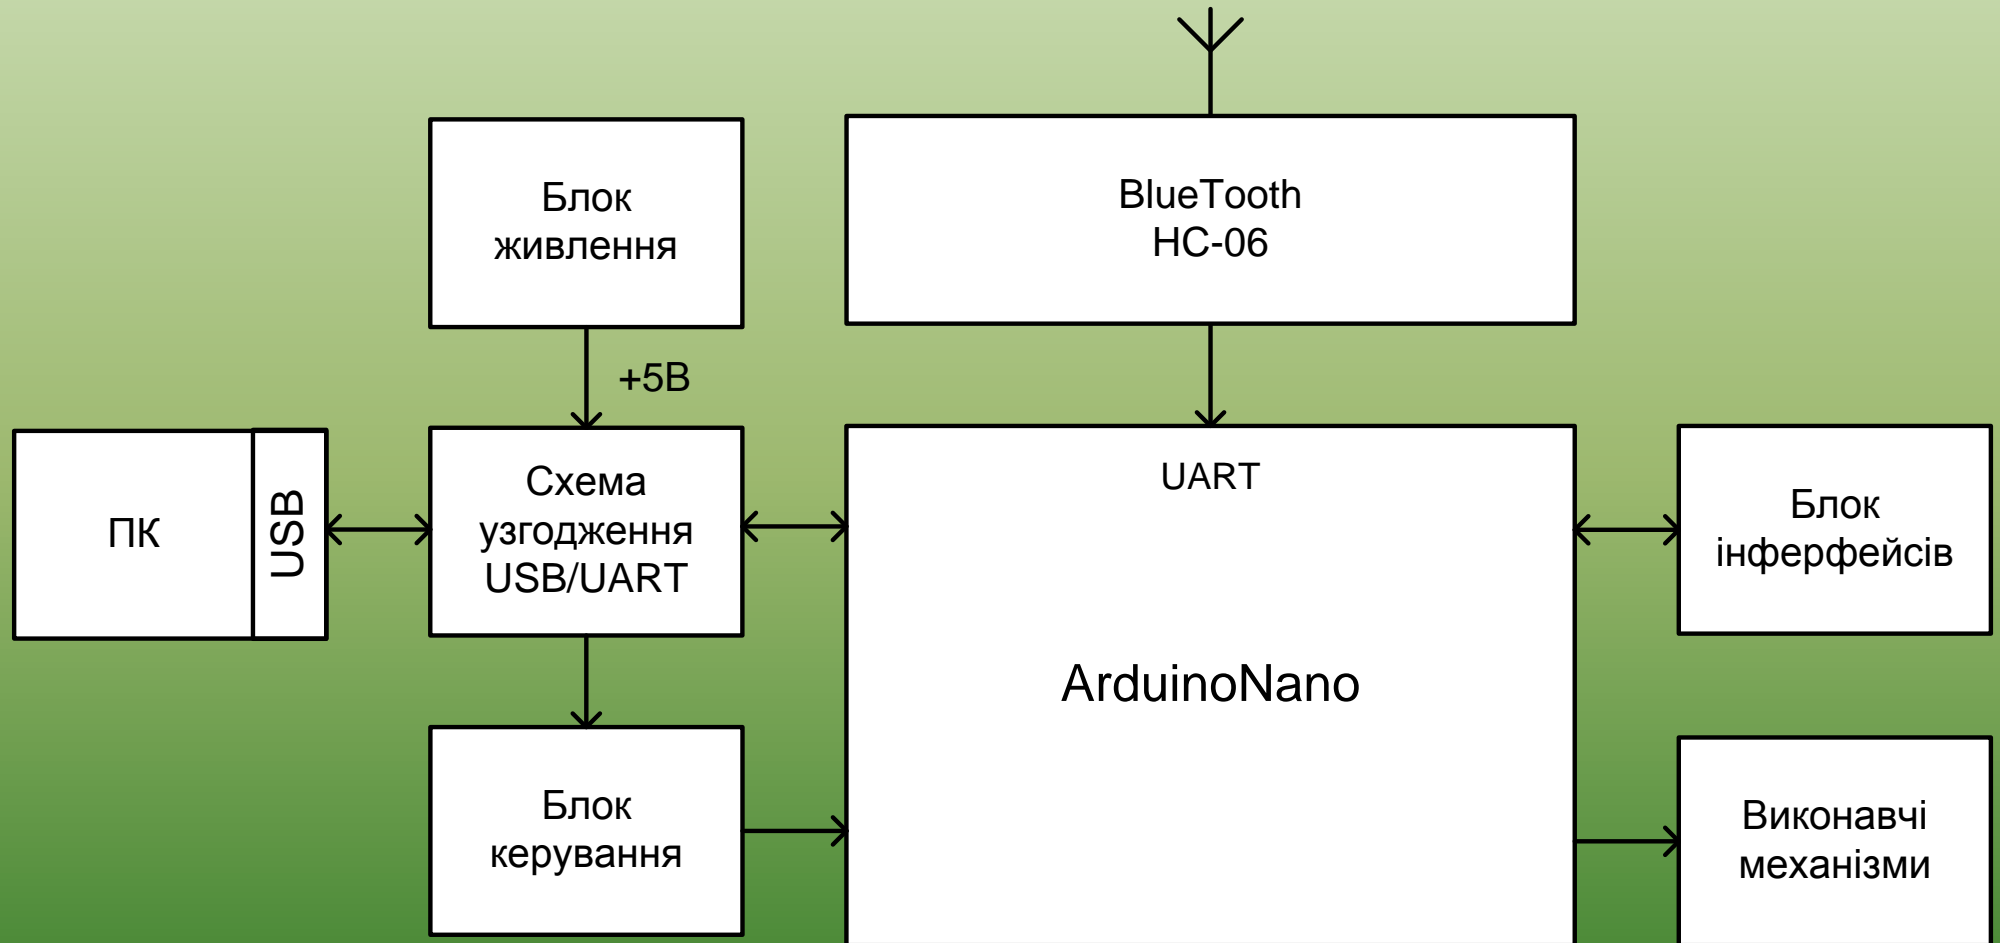 Блок
живлення
BlueTooth
HC-06
+5В
ПК
USB
Схема
узгодження
USB/UART
UART
ArduinoNano
Блок
інферфейсів
Блок
керування
Виконавчі
механізми